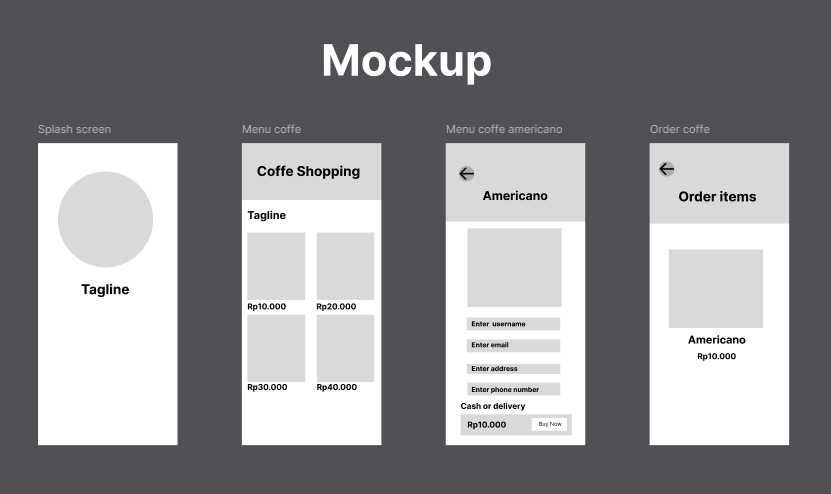 Mockup
Splash screen
Tagline
Menu coffe
Coffe Shopping
Tagline
Rp10.000
Rp20.000
Rp30.000
Rp40.000
Menu coffe americano
Americano
Enter username
Enter email
Enter address
Enter phone number
Cash or delivery
Rp10.000
Buy Now
Order coffe
Order items
Americano
Rp10.000